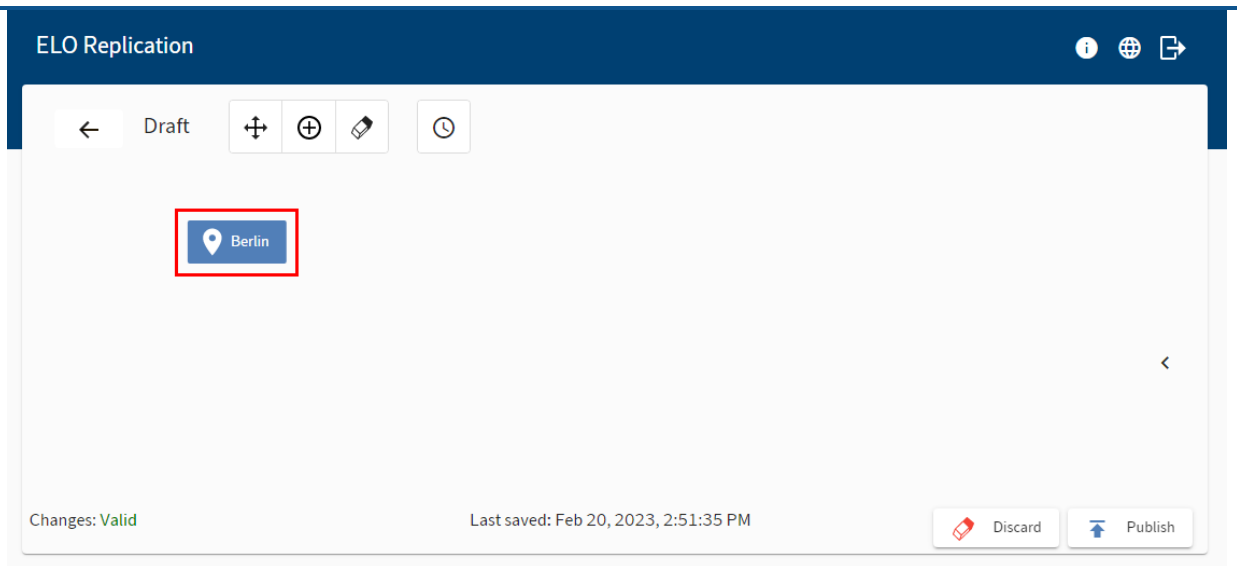 ELO Replication
Draft
Berlin
Changes: Valid
Last saved: Feb 20, 2023, 2:51:35 PM
Discard
Publish